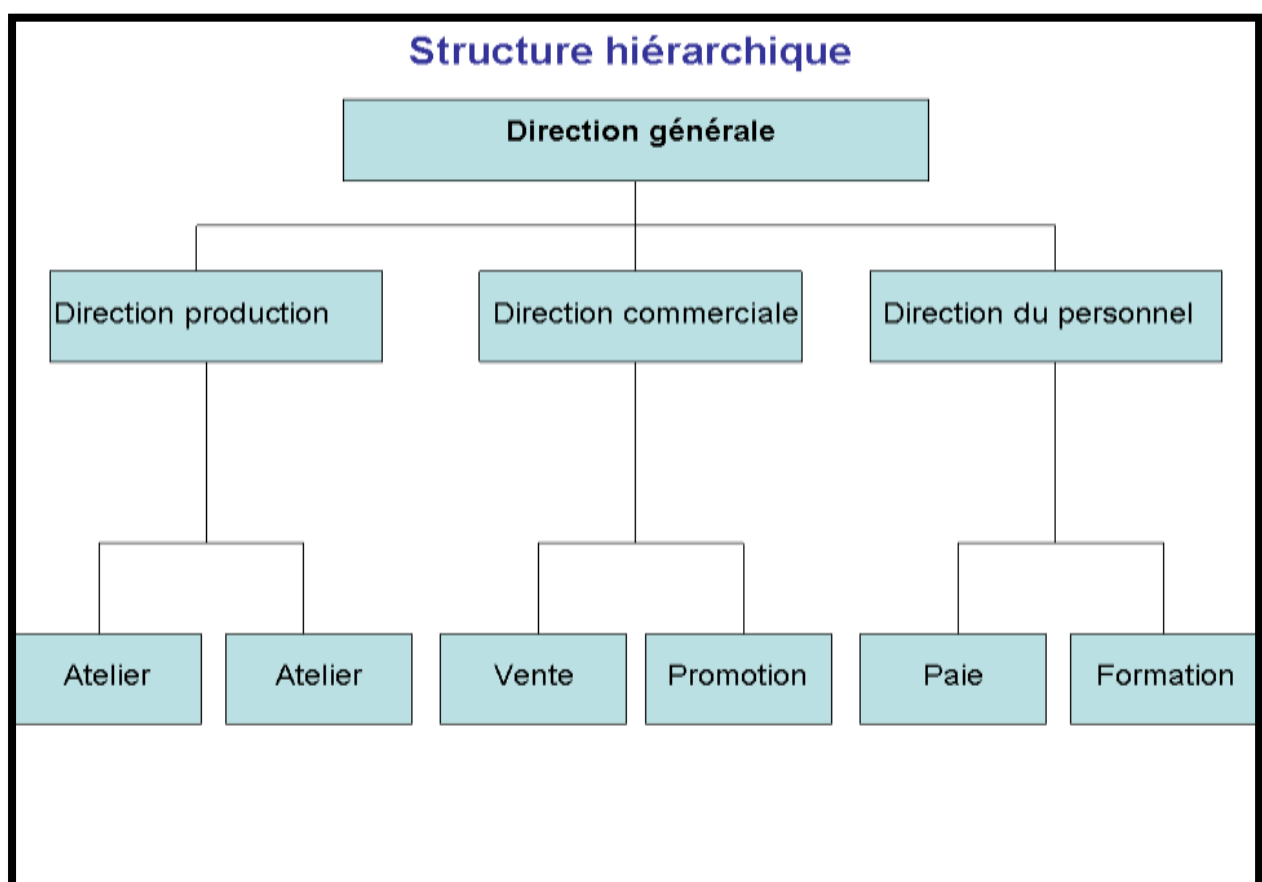 Structure hiérarchique
Direction générale
Direction production
Direction commerciale
Direction du personnel
Atelier
Atelier
Vente
Promotion
Paie
Formation